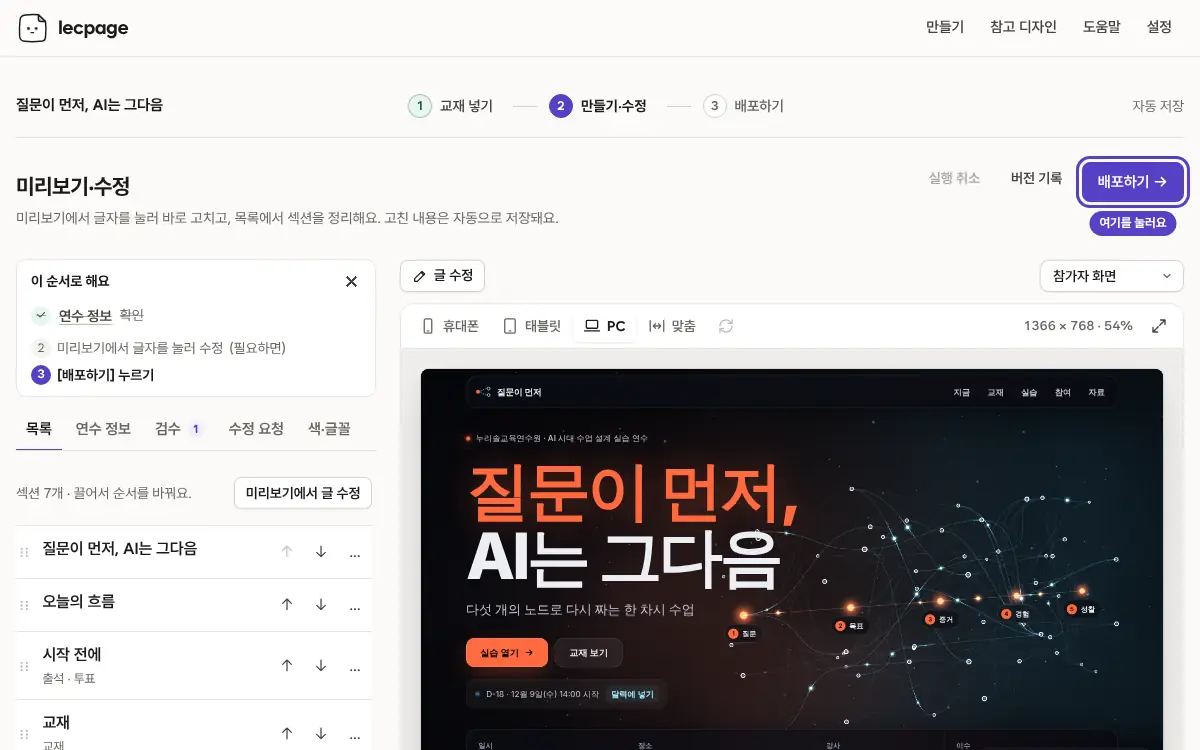 lecpage
만들기
참고 디자인
도움말
설정
질문이 먼저, AI는 그다음
1 교재 넣기
2 만들기·수정
3 배포하기
자동 저장
미리보기·수정
미리보기에서 글자를 눌러 바로 고치고, 목록에서 섹션을 정리해요. 고친 내용은 자동으로 저장돼요.
실행 취소
버전 기록
배포하기 →
여기를 눌러요
이 순서로 해요
연수 정보 확인
2 미리보기에서 글자를 눌러 수정 (필요하면)
3 [배포하기] 누르기
목록
연수 정보
검수 1
수정 요청
색·글꼴
섹션 7개 · 끌어서 순서를 바꿔요.
미리보기에서 글 수정
질문이 먼저, AI는 그다음
오늘의 흐름
시작 전에
출석 · 투표
교재
교재
글 수정
참가자 화면
휴대폰
태블릿
PC
맞춤
1366 × 768 · 54%
질문이 먼저
지금
교재
실습
참여
자료
누리솔교육연수원 · AI 시대 수업 설계 실습 연수
질문이 먼저,
AI는 그다음
다섯 개의 노드로 다시 짜는 한 차시 수업
실습 열기 →
교재 보기
D-18 · 12월 9일(수) 14:00 시작
달력에 넣기
1 질문
2 목표
3 증거
4 경험
5 성찰
일시
장소
강사
이수